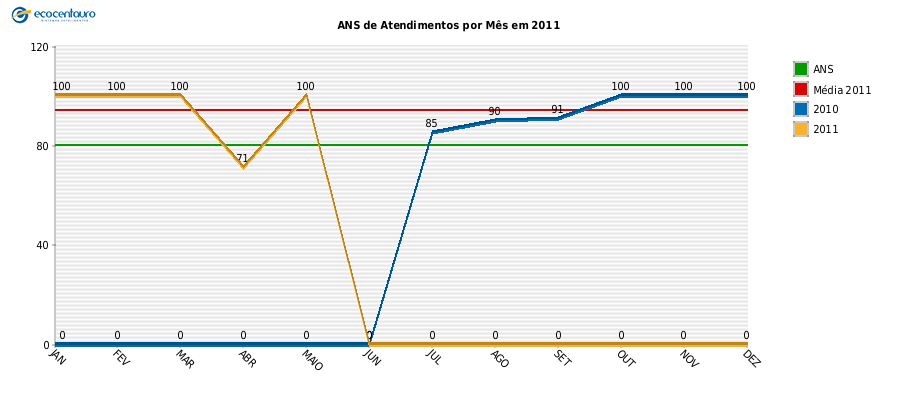 ecocentauro
ANS de Atendimentos por Mês em 2011
120
80
40
0
100 100 100 71 100 0 85 90 91 100 100 100
0 0 0 0 0 0 0 0 0 0 0
JAN FEV MAR ABR MAIO JUN JUL AGO SET OUT NOV DEZ
ANS
Média 2011
2010
2011